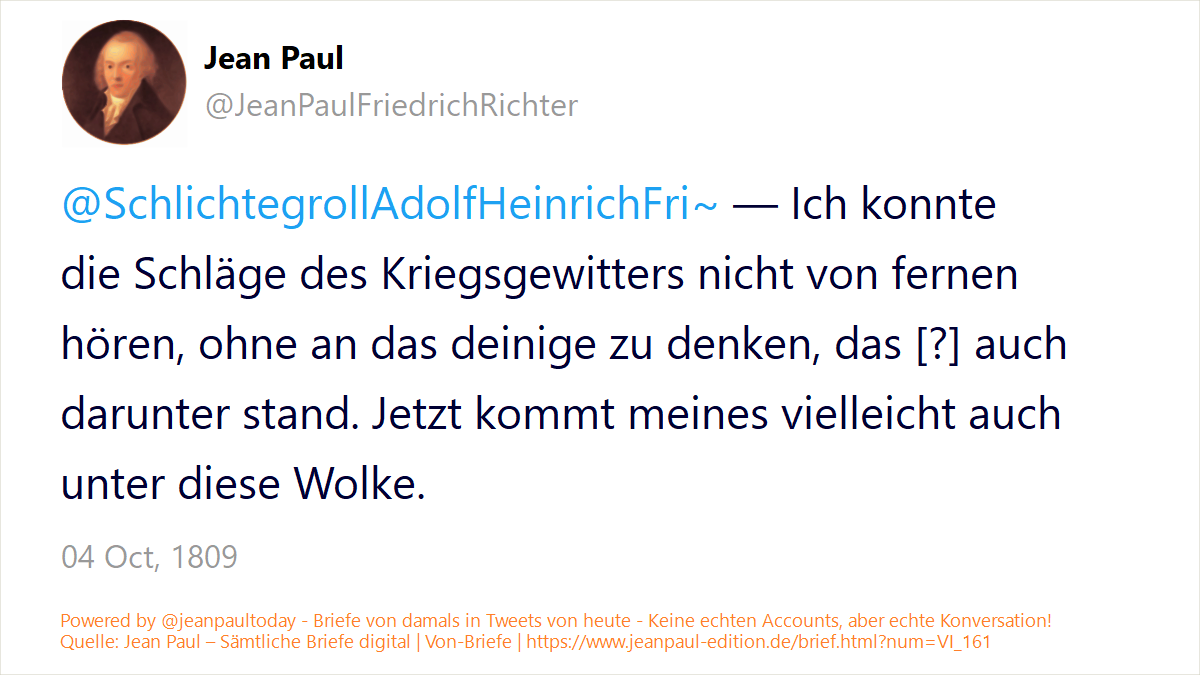 Jean Paul
@JeanPaulFriedrichRichter
@SchlichtegrollAdolfHeinrichFri~ — Ich konnte
die Schläge des Kriegsgewitters nicht von fernen
hören, ohne an das deinige zu denken, das [?] auch
darunter stand. Jetzt kommt meines vielleicht auch
unter diese Wolke.
04 Oct, 1809
Powered by @jeanpaultoday - Briefe von damals in Tweets von heute - Keine echten Accounts, aber echte Konversation!
Quelle: Jean Paul – Sämtliche Briefe digital | Von-Briefe | https://www.jeanpaul-edition.de/brief.html?num=VI_161